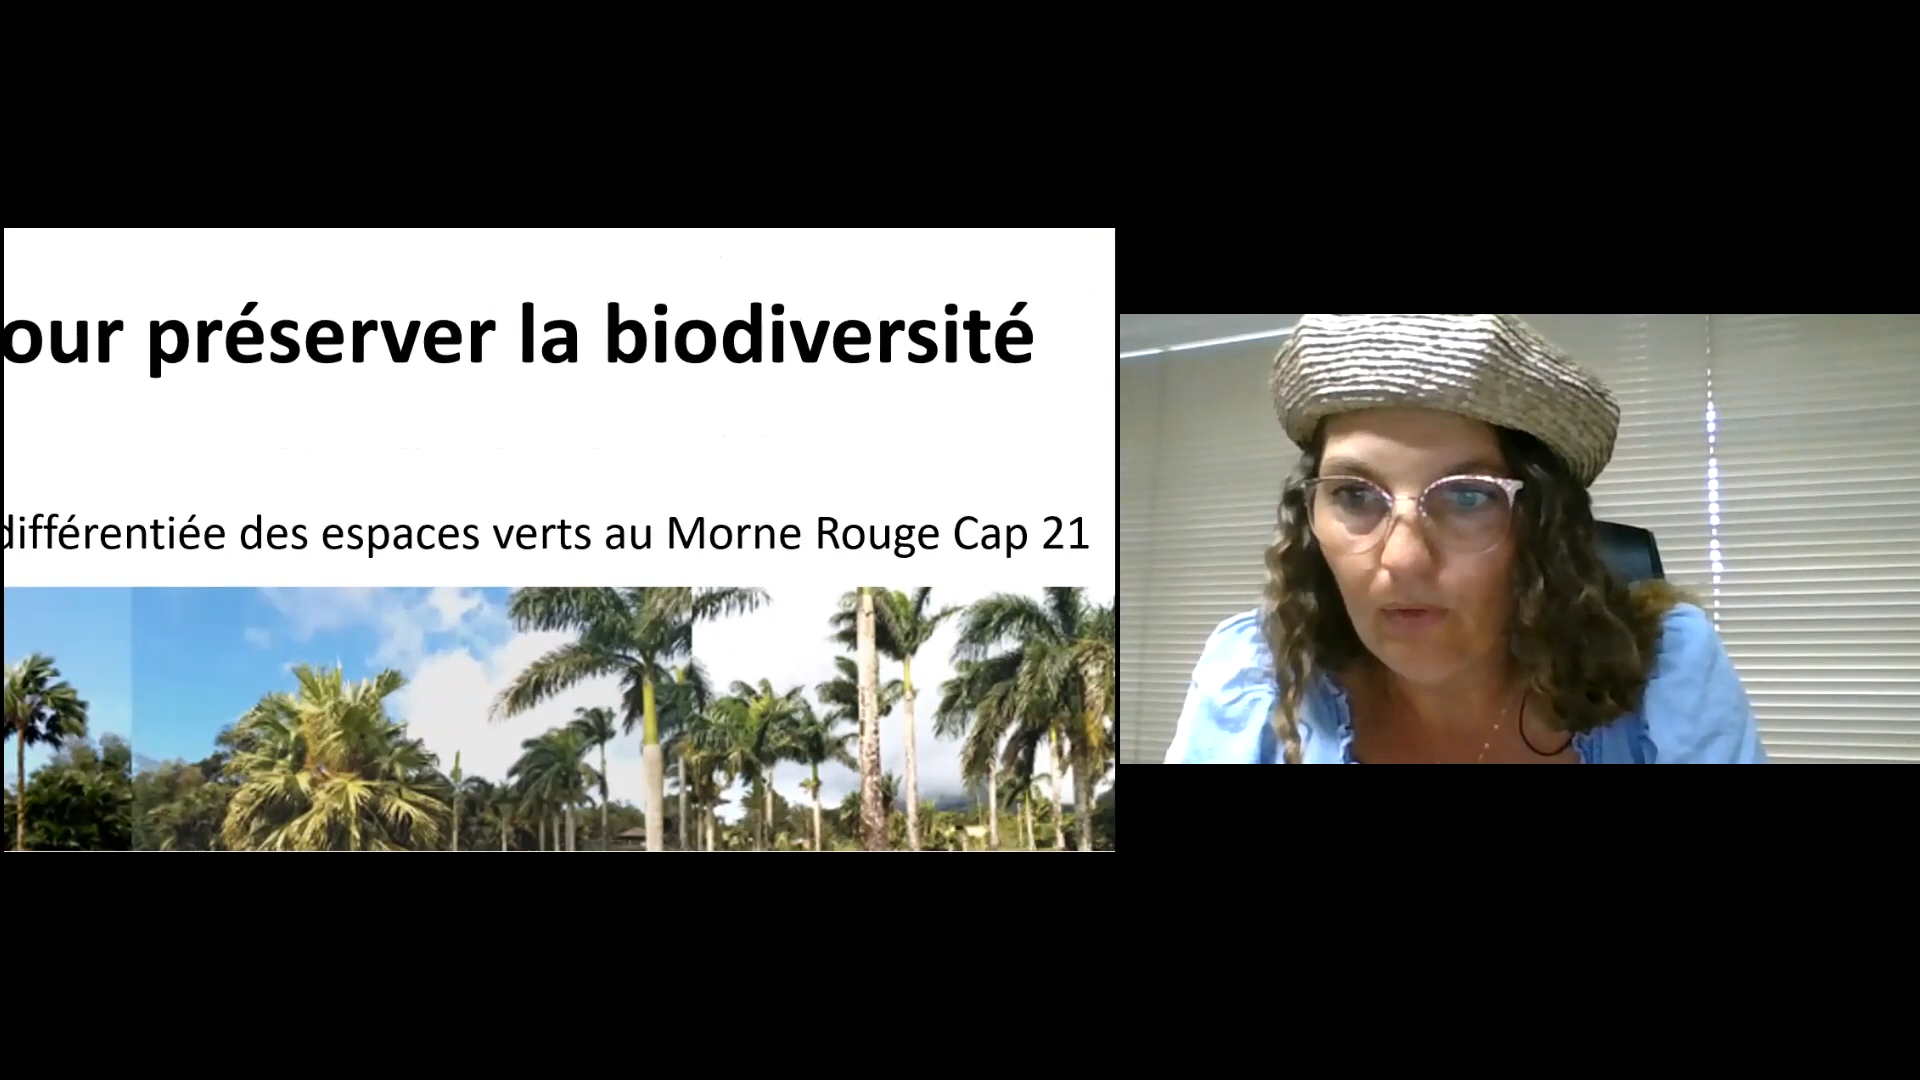 our préserver la biodiversité
différentiée des espaces verts au Morne Rouge Cap 21